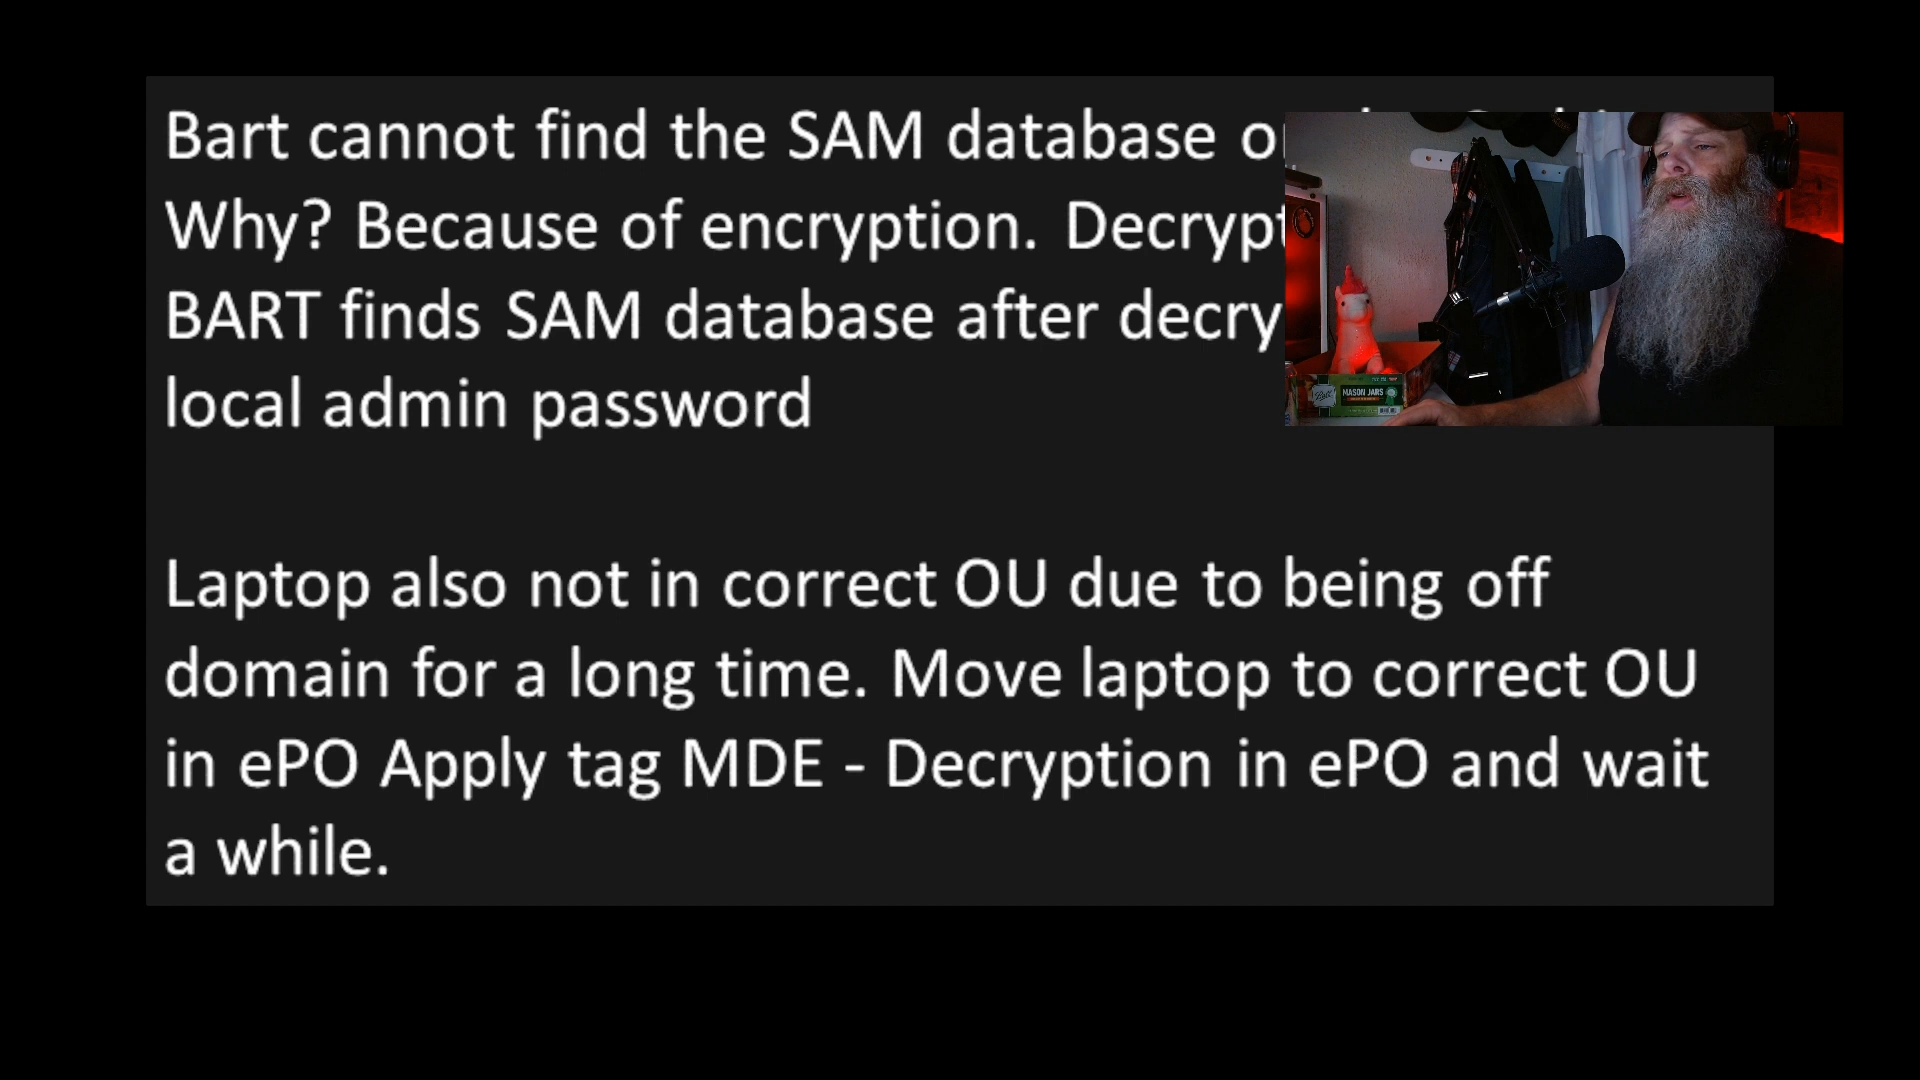 Bart cannot find the SAM database
Why? Because of encryption.
BART finds SAM database after
local admin password
Laptop also not in correct OU due to being off
domain for a long time. Move laptop to correct OU
in ePO Apply tag MDE - Decryption in ePO and wait
a while.
Ball
MASON JARS